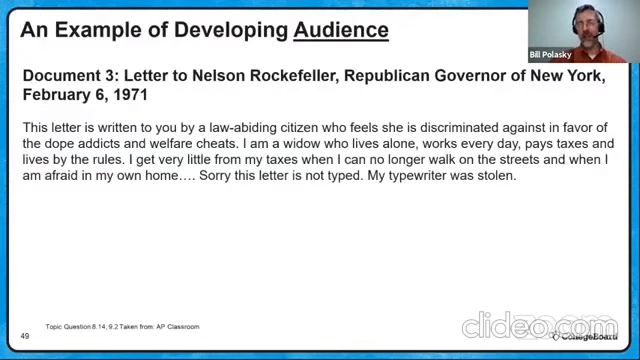 An Example of Developing Audience
Bill Polasky
Document 3: Letter to Nelson Rockefeller, Republican Governor of New York,
February 6, 1971
This letter is written to you by a law-abiding citizen who feels she is discriminated against in favor of
the dope addicts and welfare cheats. I am a widow who lives alone, works every day, pays taxes and
lives by the rules. I get very little from my taxes when I can no longer walk on the streets and when I
am afraid in my own home…. Sorry this letter is not typed. My typewriter was stolen.
Topic Question 8.14, 9.2 Taken from: AP Classroom
49
CollegeBoard
clideo.com